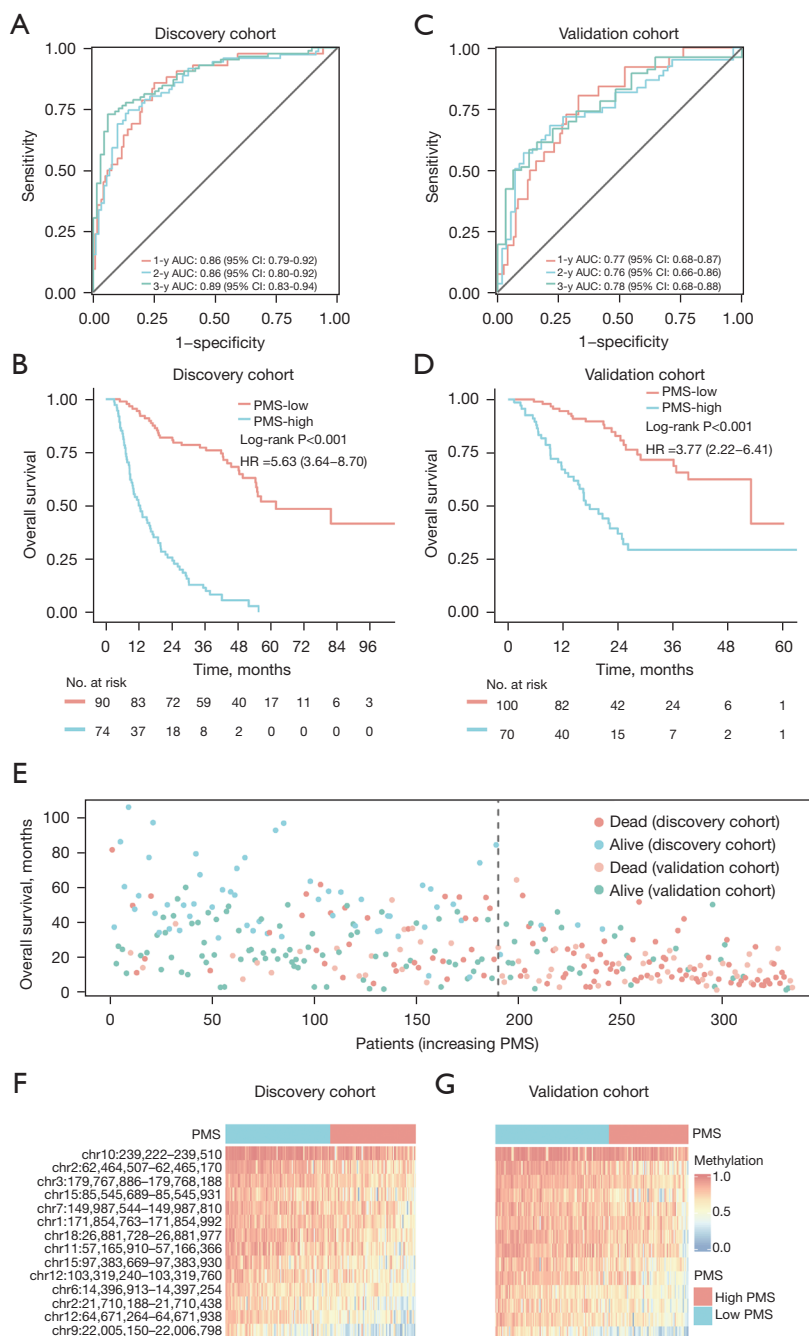 A
Discovery cohort
1.00
0.75
0.50
0.25
0.00
Sensitivity
1-y AUC: 0.86 (95% CI: 0.79-0.92)
2-y AUC: 0.86 (95% CI: 0.80-0.92)
3-y AUC: 0.89 (95% CI: 0.83-0.94)
0.00 0.25 0.50 0.75 1.00
1−specificity
C
Validation cohort
1.00
0.75
0.50
0.25
0.00
Sensitivity
1-y AUC: 0.77 (95% CI: 0.68-0.87)
2-y AUC: 0.76 (95% CI: 0.66-0.86)
3-y AUC: 0.78 (95% CI: 0.68-0.88)
0.00 0.25 0.50 0.75 1.00
1−specificity
B
Discovery cohort
PMS-low
PMS-high
Log-rank P<0.001
HR =5.63 (3.64−8.70)
1.00
0.75
0.50
0.25
0.00
Overall survival
0 12 24 36 48 60 72 84 96
Time, months
No. at risk
90 83 72 59 40 17 11 6 3
74 37 18 8 2 0 0 0 0
D
Validation cohort
PMS-low
PMS-high
Log-rank P<0.001
HR =3.77 (2.22−6.41)
1.00
0.75
0.50
0.25
0.00
Overall survival
0 12 24 36 48 60
Time, months
No. at risk
100 82 42 24 6 1
70 40 15 7 2 1
E
100
80
60
40
20
0
Overall survival, months
Dead (discovery cohort)
Alive (discovery cohort)
Dead (validation cohort)
Alive (validation cohort)
0 50 100 150 200 250 300
Patients (increasing PMS)
F
Discovery cohort
PMS
chr10:239,222−239,510
chr2:62,464,507−62,465,170
chr3:179,767,886−179,768,188
chr15:85,545,689−85,545,931
chr7:149,987,544−149,987,810
chr1:171,854,763−171,854,992
chr18:26,881,728−26,881,977
chr11:57,165,910−57,166,366
chr15:97,383,669−97,383,930
chr12:103,319,240−103,319,760
chr6:14,396,913−14,397,254
chr2:21,710,188−21,710,438
chr12:64,671,264−64,671,938
chr9:22,005,150−22,006,798
G
Validation cohort
PMS
Methylation
1.0
0.5
0.0
PMS
High PMS
Low PMS